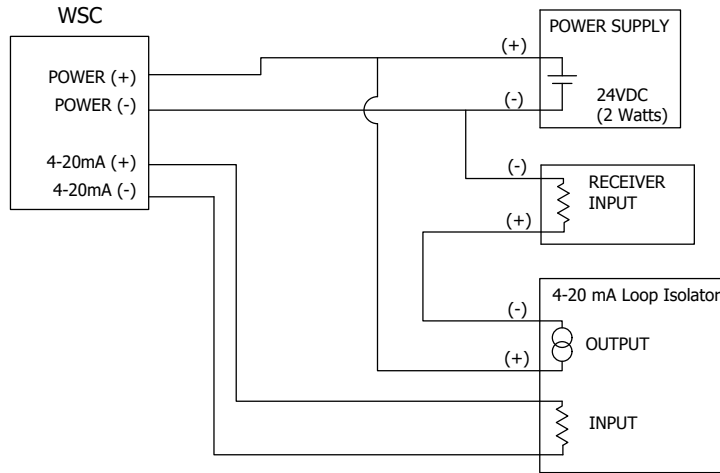 WSC
POWER (+)
POWER (-)
4-20mA (+)
4-20mA (-)
(+)
POWER SUPPLY
(-)
24VDC
(2 Watts)
(-)
RECEIVER
INPUT
(+)
4-20 mA Loop Isolator
(-)
OUTPUT
(+)
INPUT